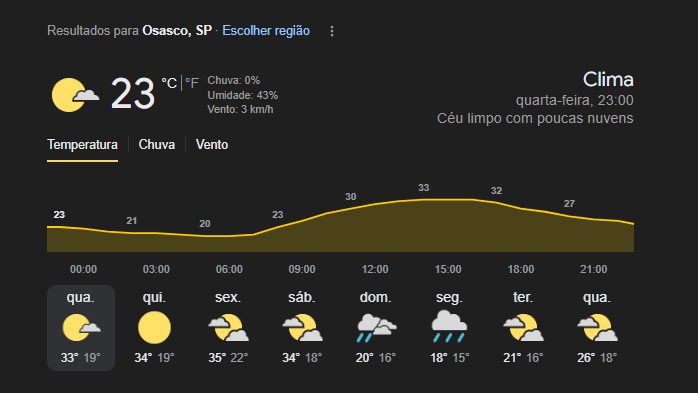 Resultados para Osasco, SP · Escolher região
23 °C | °F
Chuva: 0%
Umidade: 43%
Vento: 3 km/h
Clima
quarta-feira, 23:00
Céu limpo com poucas nuvens
Temperatura | Chuva | Vento
23 21 20 23 30 33 32 27
00:00 03:00 06:00 09:00 12:00 15:00 18:00 21:00
qua. qui. sex. sáb. dom. seg. ter. qua.
33° 19° 34° 19° 35° 22° 34° 18° 20° 16° 18° 15° 21° 16° 26° 18°